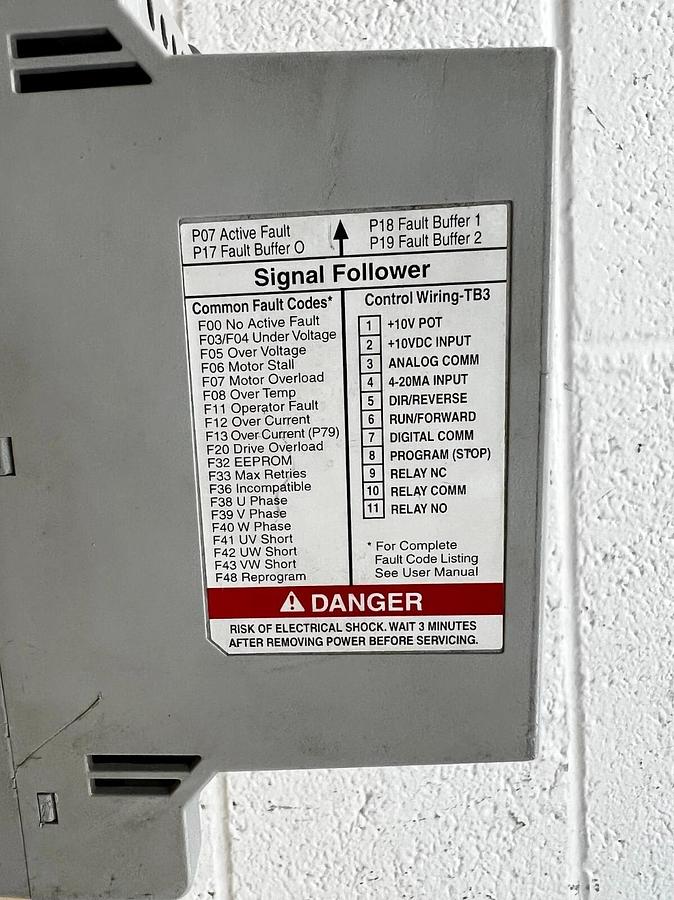 P07 Active Fault
P17 Fault Buffer O
P18 Fault Buffer 1
P19 Fault Buffer 2
Signal Follower
Common Fault Codes*
F00 No Active Fault
F03/F04 Under Voltage
F05 Over Voltage
F06 Motor Stall
F07 Motor Overload
F08 Over Temp
F11 Operator Fault
F12 Over Current
F13 Over Current (P79)
F20 Drive Overload
F32 EEPROM
F33 Max Retries
F36 Incompatible
F38 U Phase
F39 V Phase
F40 W Phase
F41 UV Short
F42 UW Short
F43 VW Short
F48 Reprogram
Control Wiring-TB3
1 +10V POT
2 +10VDC INPUT
3 ANALOG COMM
4 4-20MA INPUT
5 DIR/REVERSE
6 RUN/FORWARD
7 DIGITAL COMM
8 PROGRAM (STOP)
9 RELAY NC
10 RELAY COMM
11 RELAY NO
* For Complete
Fault Code Listing
See User Manual
DANGER
RISK OF ELECTRICAL SHOCK. WAIT 3 MINUTES
AFTER REMOVING POWER BEFORE SERVICING.